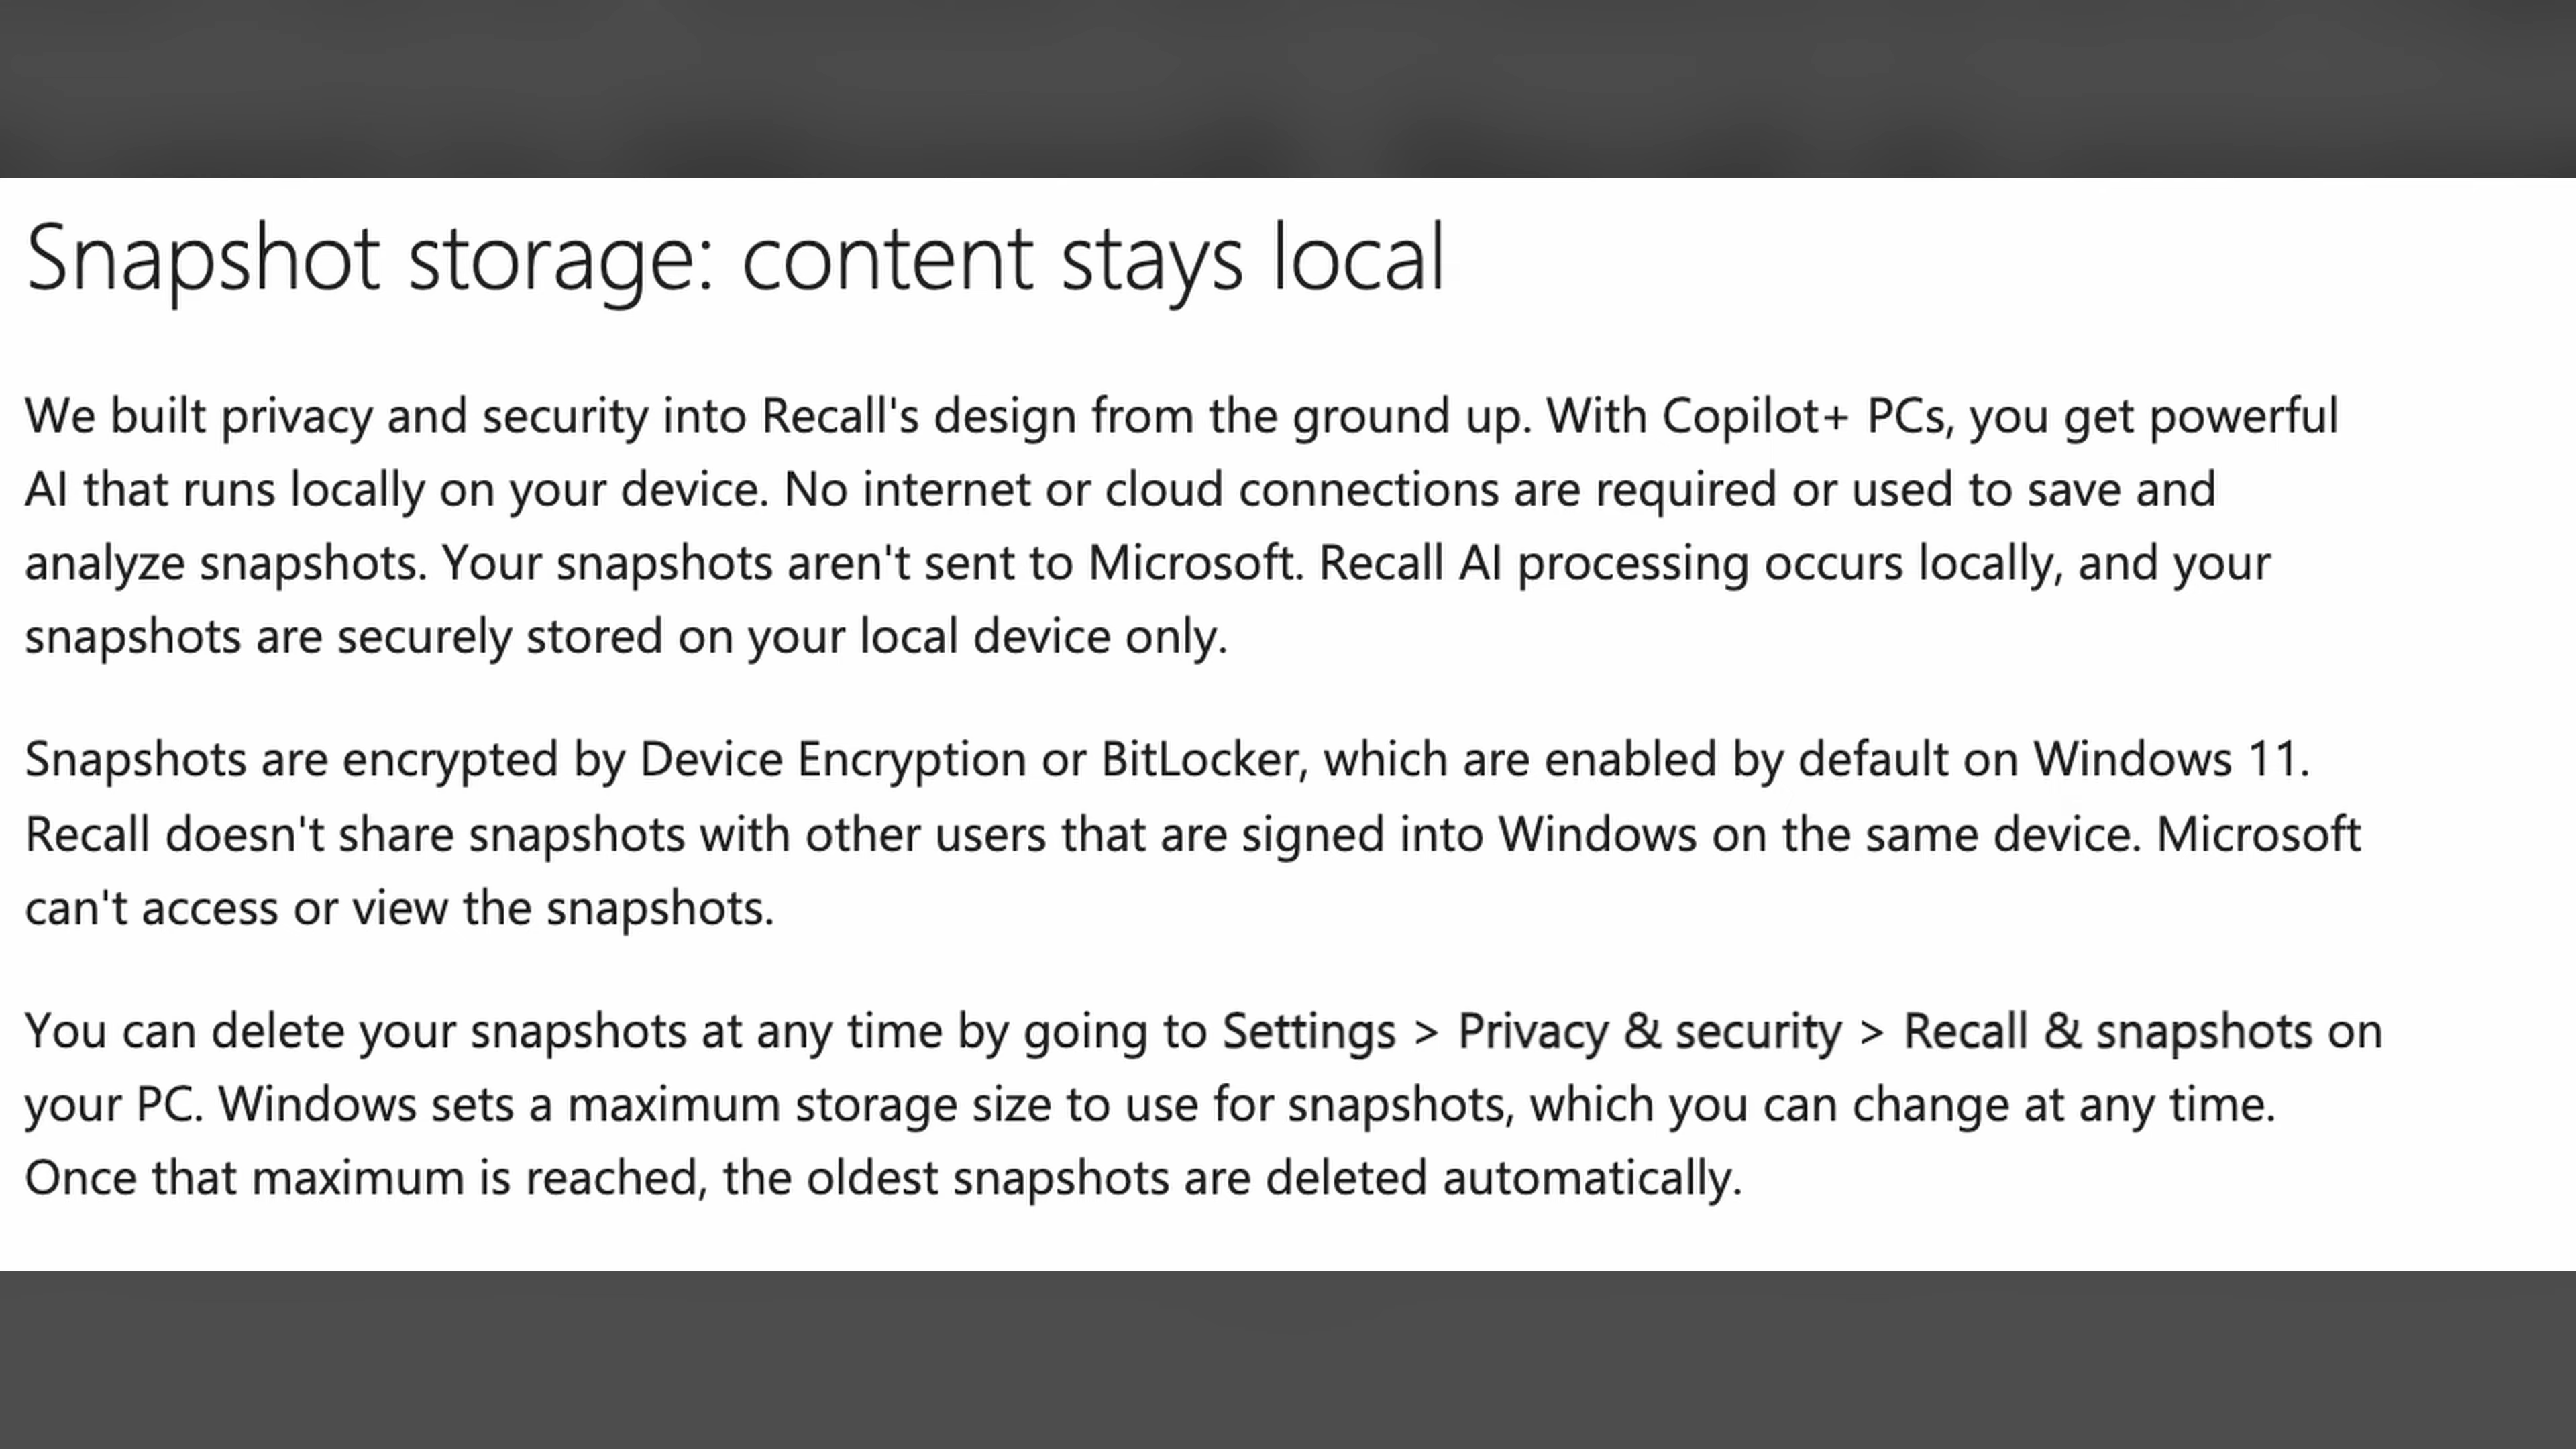 Snapshot storage: content stays local
We built privacy and security into Recall's design from the ground up. With Copilot+ PCs, you get powerful
AI that runs locally on your device. No internet or cloud connections are required or used to save and
analyze snapshots. Your snapshots aren't sent to Microsoft. Recall AI processing occurs locally, and your
snapshots are securely stored on your local device only.
Snapshots are encrypted by Device Encryption or BitLocker, which are enabled by default on Windows 11.
Recall doesn't share snapshots with other users that are signed into Windows on the same device. Microsoft
can't access or view the snapshots.
You can delete your snapshots at any time by going to Settings > Privacy & security > Recall & snapshots on
your PC. Windows sets a maximum storage size to use for snapshots, which you can change at any time.
Once that maximum is reached, the oldest snapshots are deleted automatically.